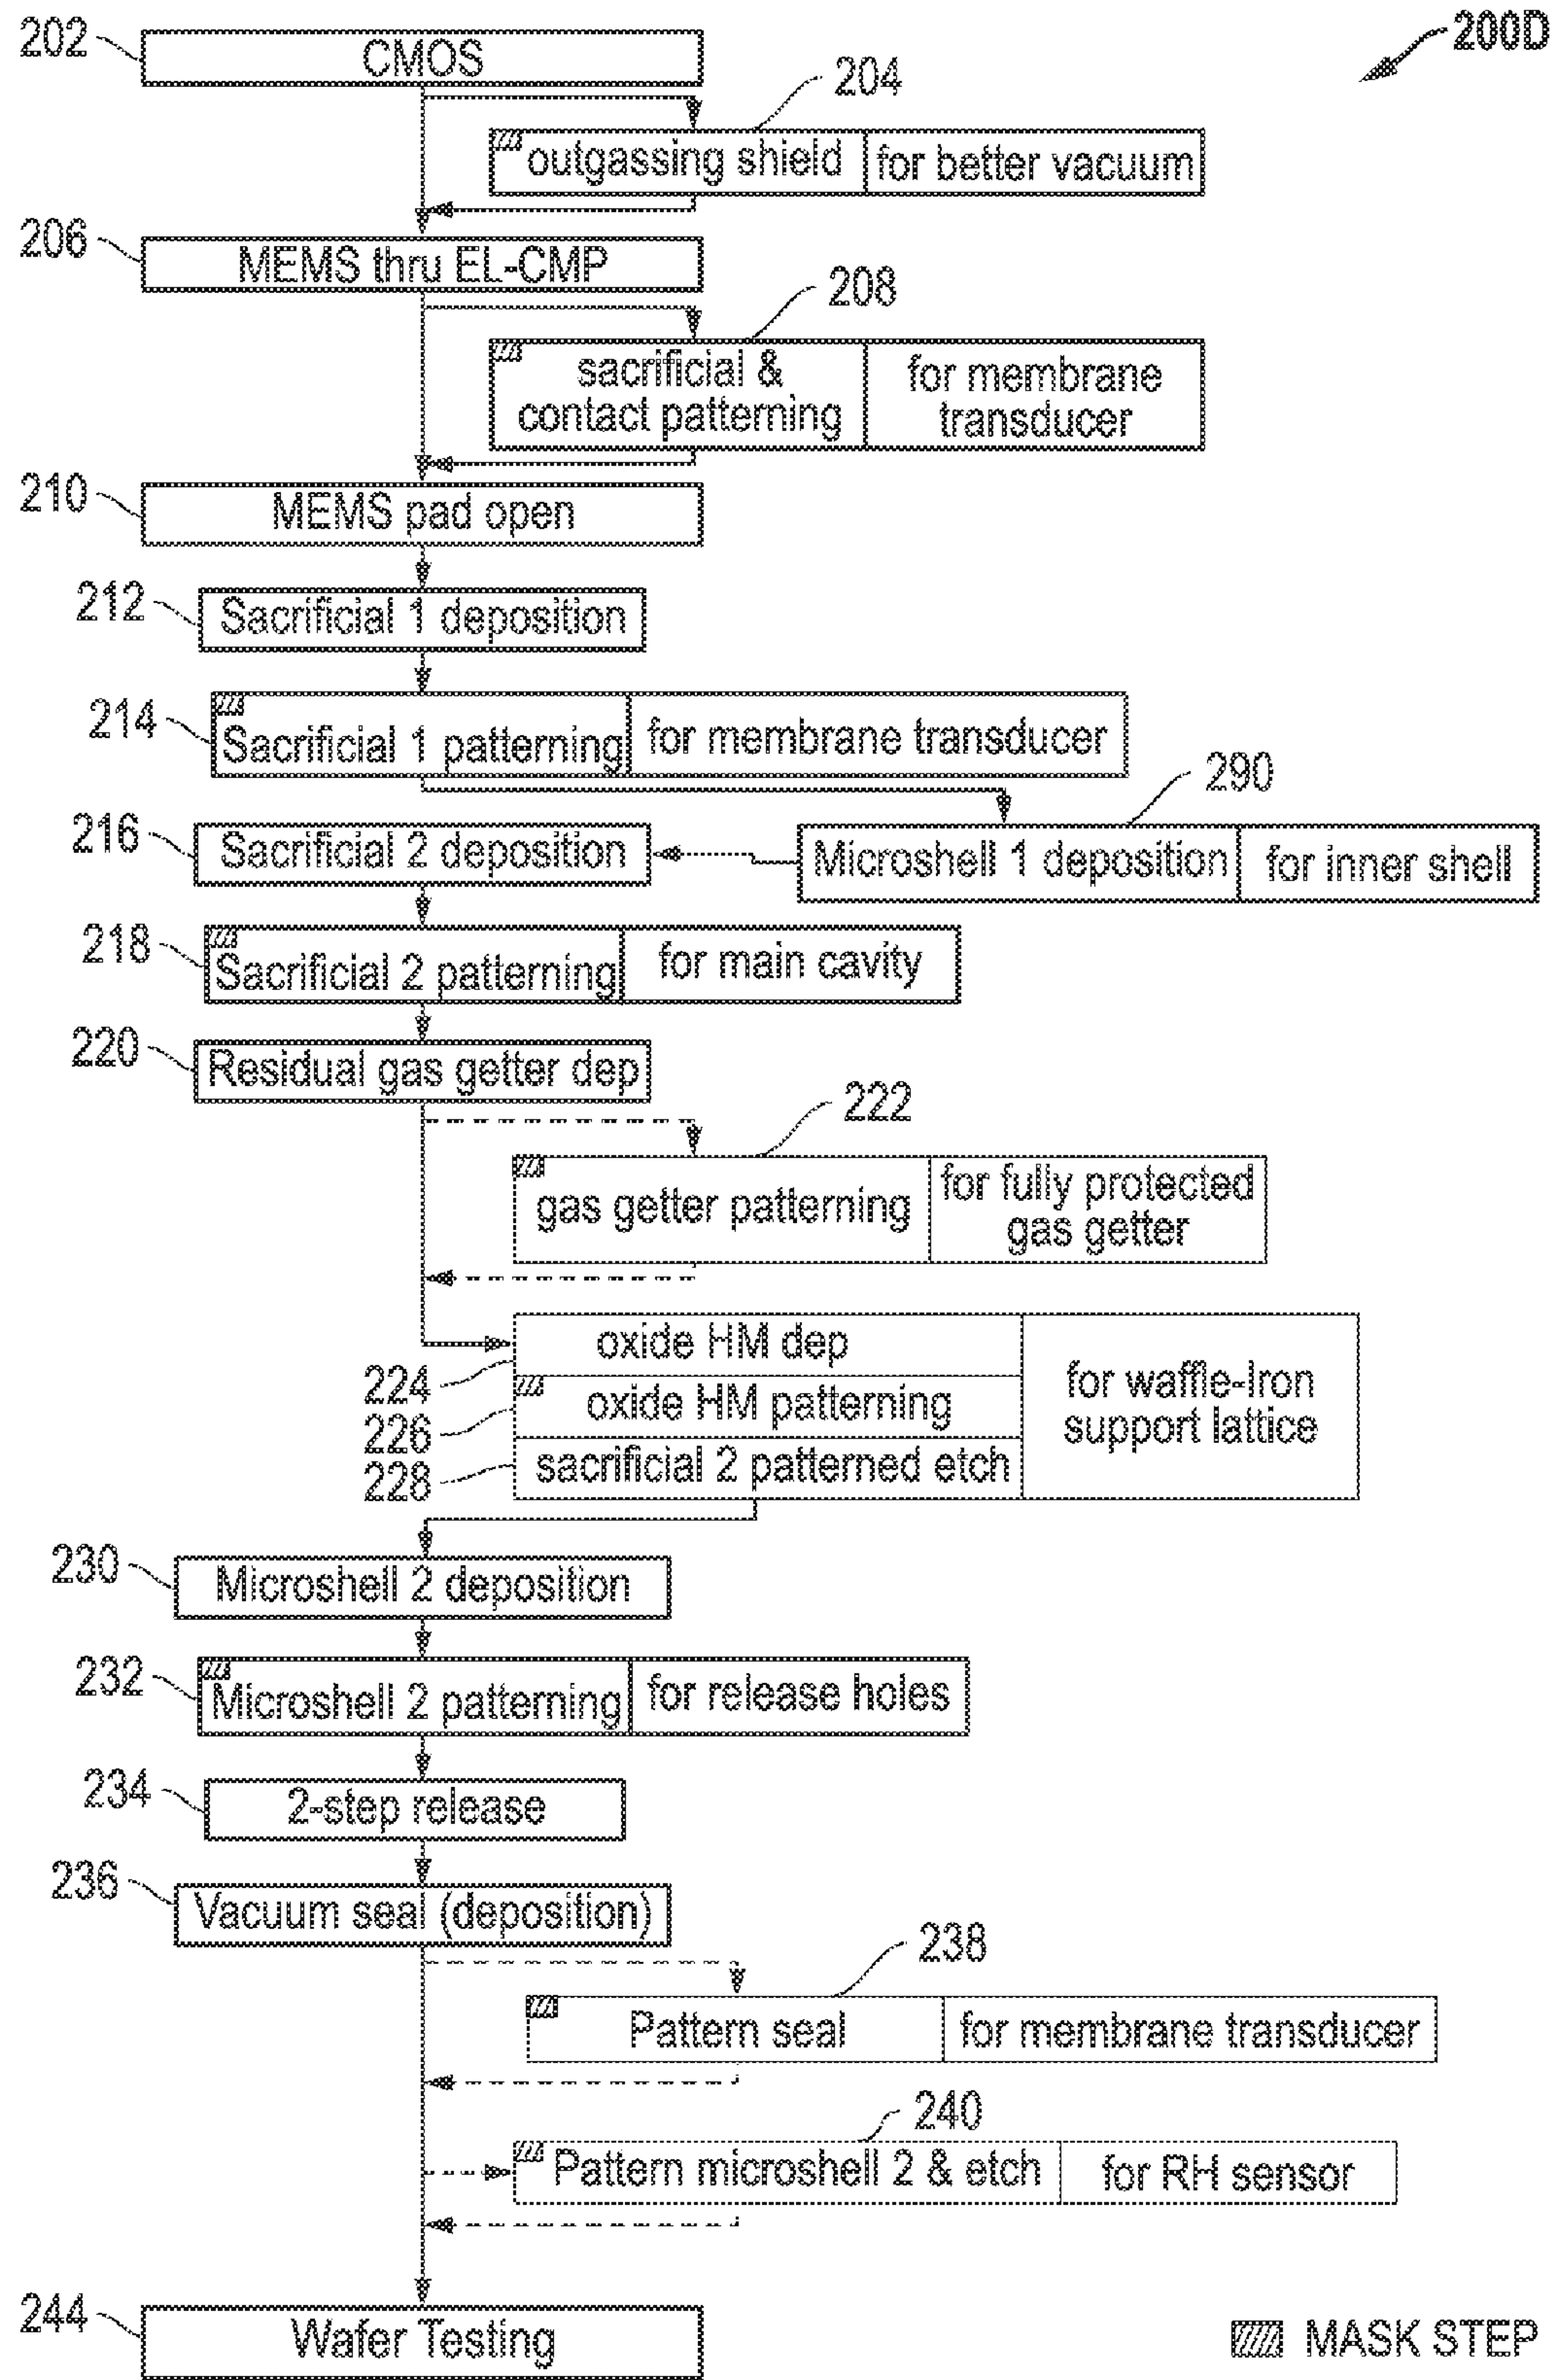 200D
202
CMOS
204
outgassing shield
for better vacuum
206
MEMS thru EL-CMP
208
sacrificial &
contact patterning
for membrane
transducer
210
MEMS pad open
212
Sacrificial 1 deposition
214
Sacrificial 1 patterning
for membrane transducer
290
216
Sacrificial 2 deposition
Microshell 1 deposition
for inner shell
218
Sacrificial 2 patterning
for main cavity
220
Residual gas getter dep
222
gas getter patterning
for fully protected
gas getter
224
oxide HM dep
226
oxide HM patterning
228
sacrificial 2 patterned etch
for waffle-Iron
support lattice
230
Microshell 2 deposition
232
Microshell 2 patterning
for release holes
234
2-step release
236
Vacuum seal (deposition)
238
Pattern seal
for membrane transducer
240
Pattern microshell 2 & etch
for RH sensor
244
Wafer Testing
MASK STEP